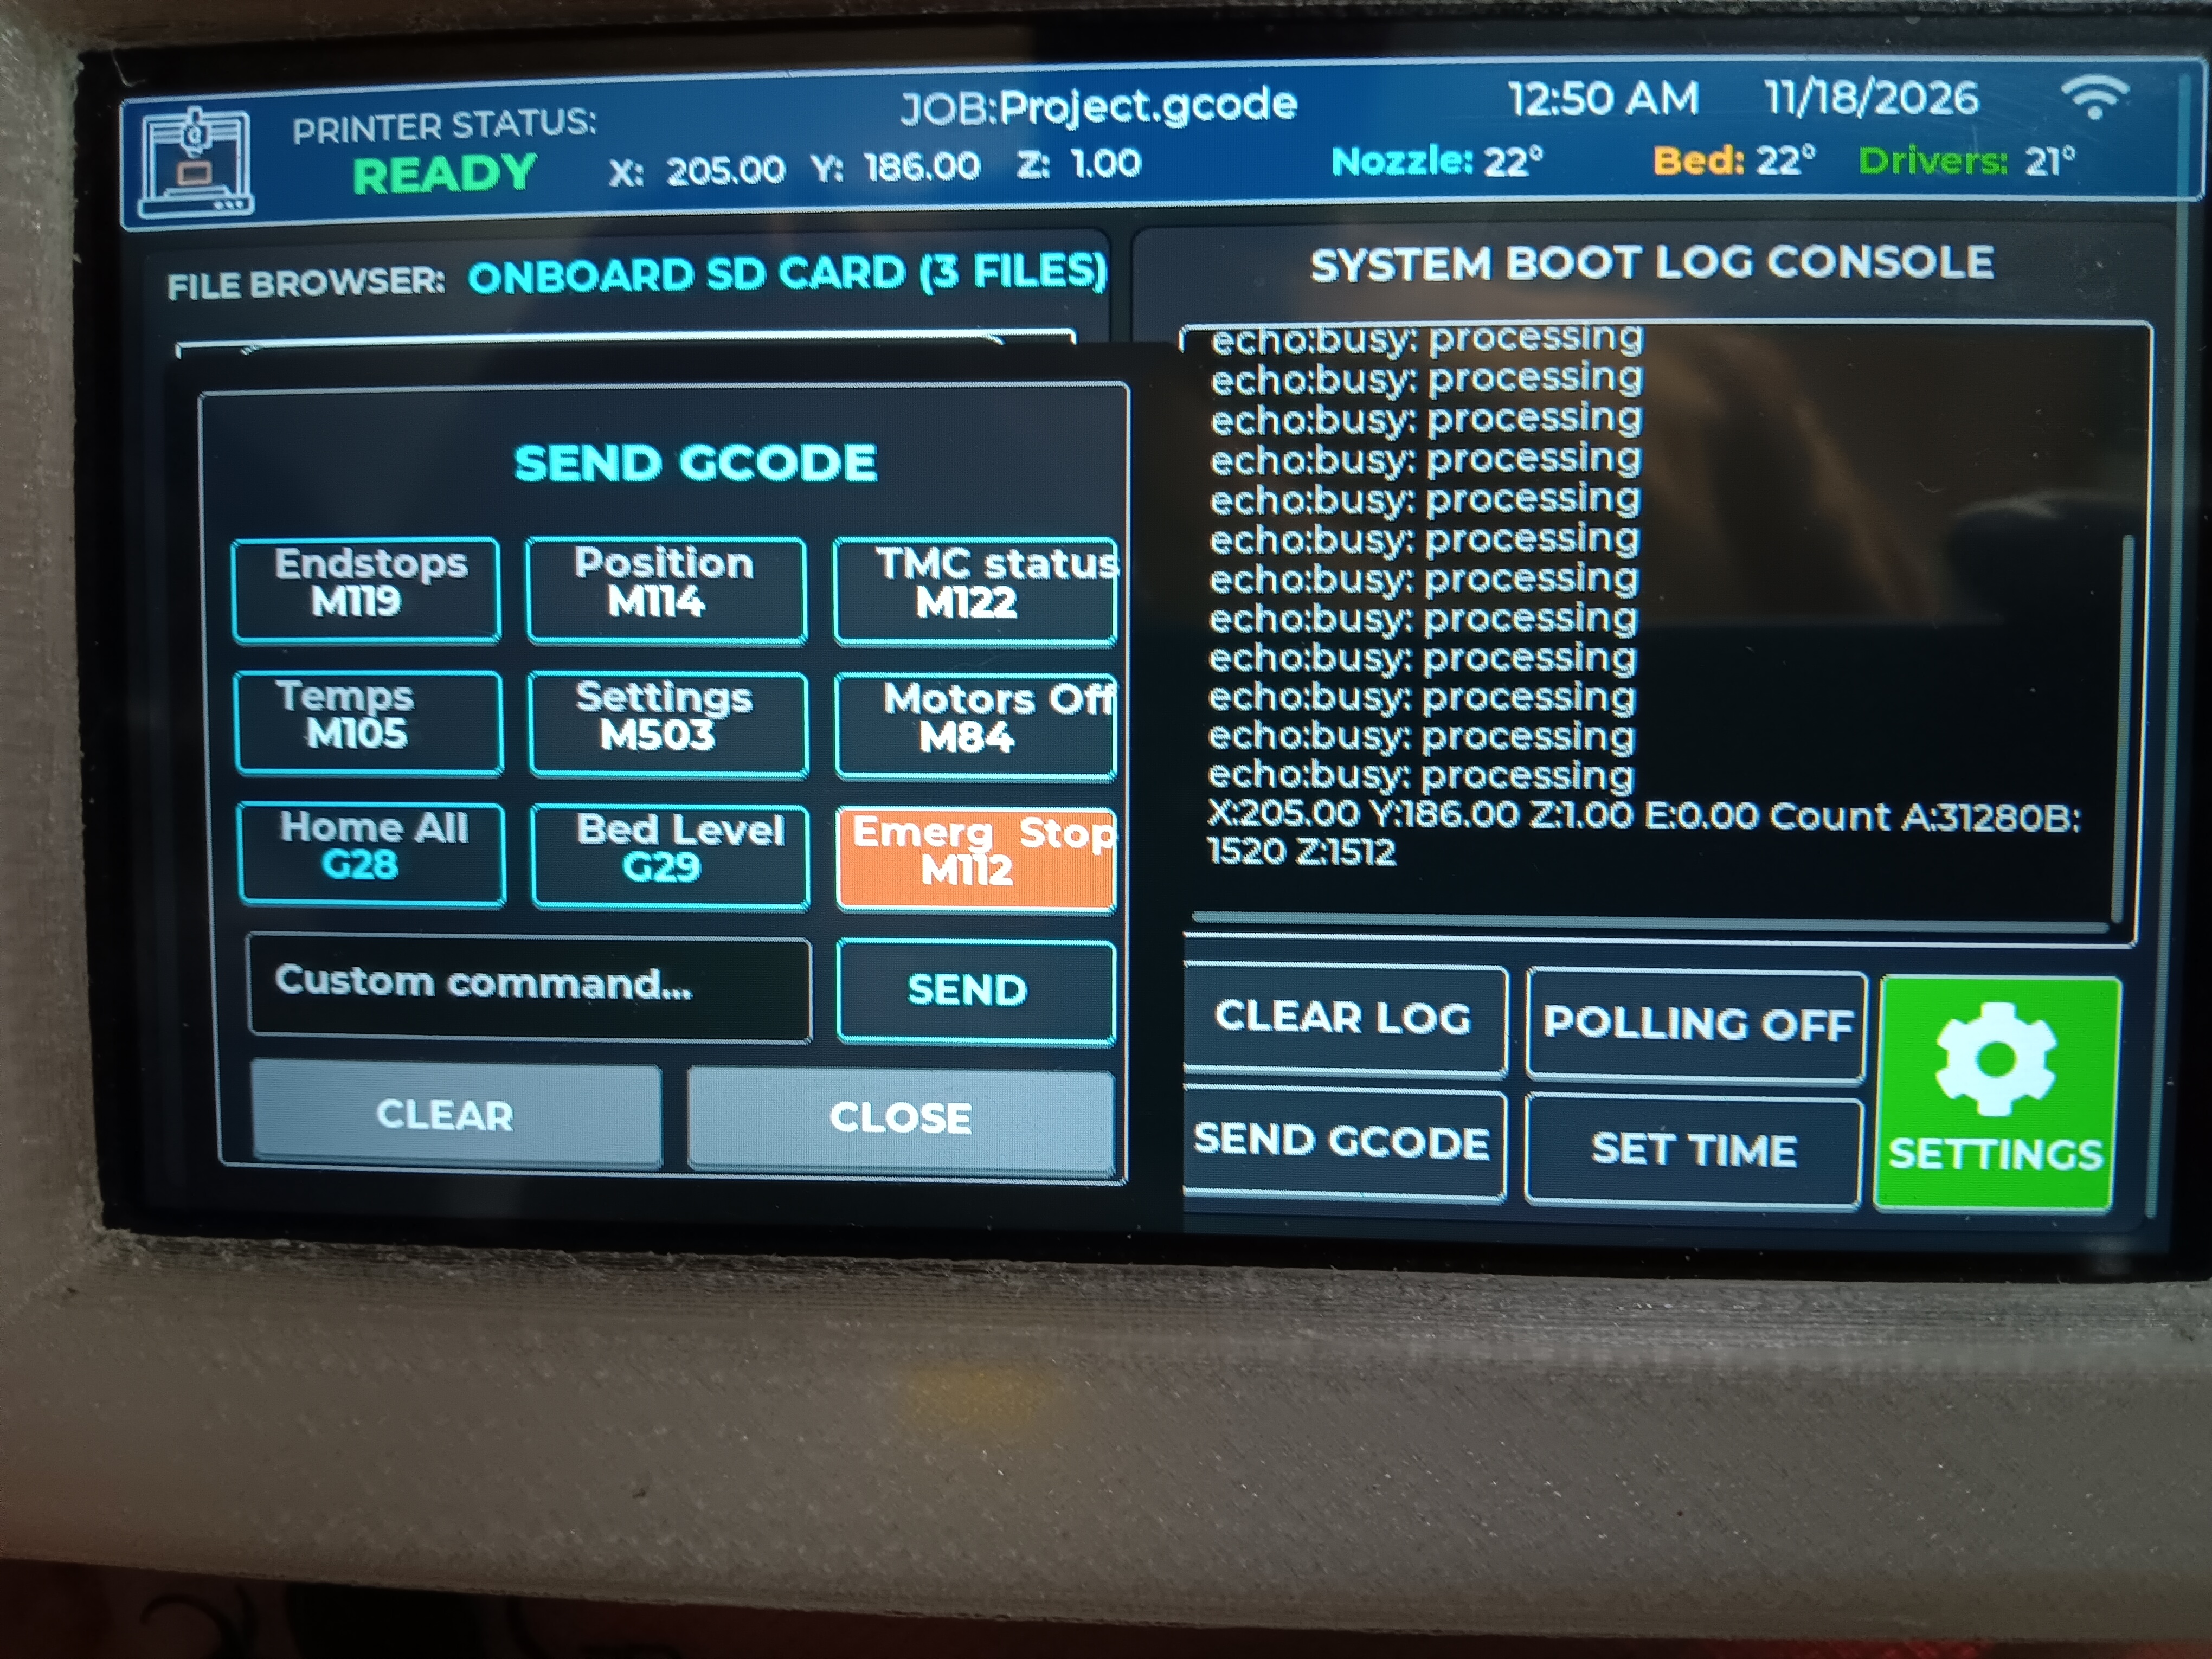 PRINTER STATUS:
READY
JOB:Project.gcode
12:50 AM 11/18/2026
X: 205.00 Y: 186.00 Z: 1.00
Nozzle: 22° Bed: 22° Drivers: 21°
FILE BROWSER: ONBOARD SD CARD (3 FILES)
SEND GCODE
Endstops
M119
Position
M114
TMC status
M122
Temps
M105
Settings
M503
Motors Off
M84
Home All
G28
Bed Level
G29
Emerg Stop
M112
Custom command...
SEND
CLEAR
CLOSE
SYSTEM BOOT LOG CONSOLE
echo:busy: processing
echo:busy: processing
echo:busy: processing
echo:busy: processing
echo:busy: processing
echo:busy: processing
echo:busy: processing
echo:busy: processing
echo:busy: processing
echo:busy: processing
echo:busy: processing
echo:busy: processing
X:205.00 Y:186.00 Z:1.00 E:0.00 Count A:31280B:
1520 Z:1512
CLEAR LOG
POLLING OFF
SEND GCODE
SET TIME
SETTINGS